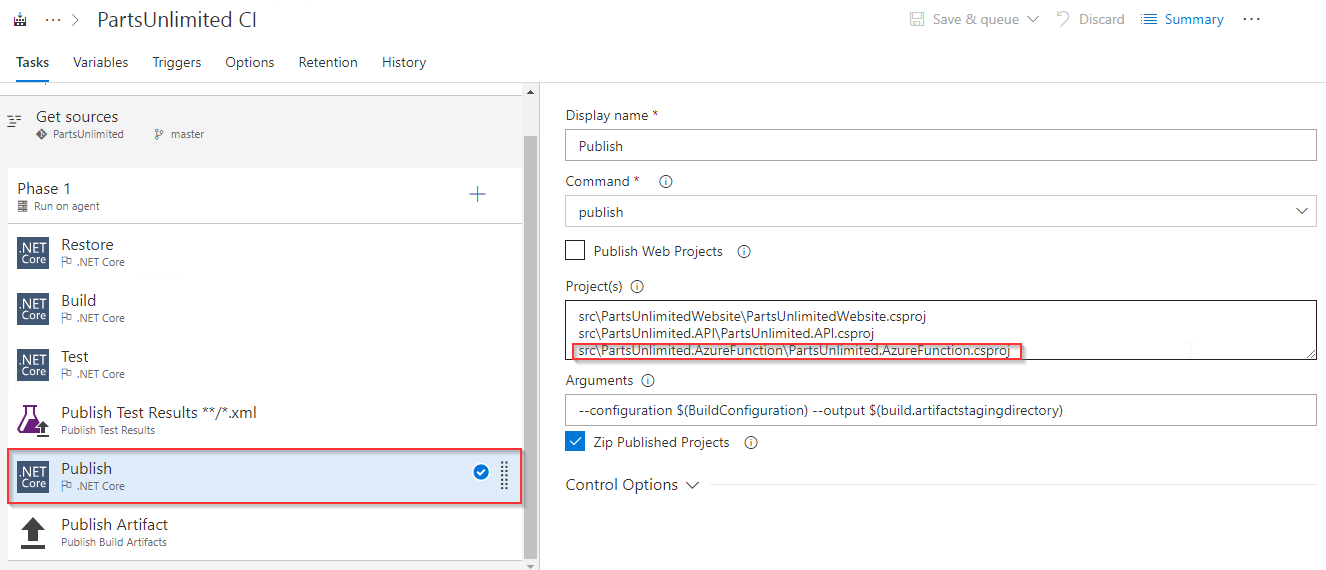 ··· PartsUnlimited CI
Save & queue Discard Summary ···
Tasks Variables Triggers Options Retention History
Get sources
PartsUnlimited master
Phase 1
Run on agent
.NET Core Restore
.NET Core
.NET Core Build
.NET Core
.NET Core Test
.NET Core
Publish Test Results **/*.xml
Publish Test Results
.NET Core Publish
.NET Core
Publish Artifact
Publish Build Artifacts
Display name *
Publish
Command *
publish
Publish Web Projects
Project(s)
src\PartsUnlimitedWebsite\PartsUnlimitedWebsite.csproj
src\PartsUnlimited.API\PartsUnlimited.API.csproj
src\PartsUnlimited.AzureFunction\PartsUnlimited.AzureFunction.csproj
Arguments
--configuration $(BuildConfiguration) --output $(build.artifactstagingdirectory)
Zip Published Projects
Control Options